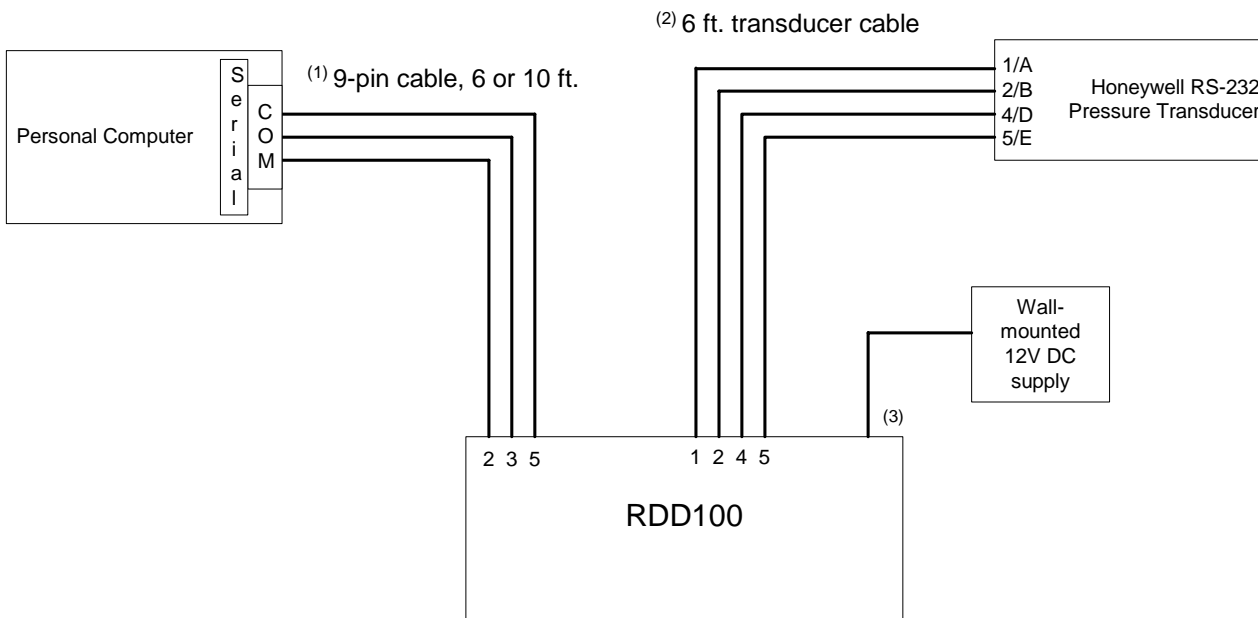 (2) 6 ft. transducer cable
(1) 9-pin cable, 6 or 10 ft.
Personal Computer
Serial
COM
1/A
2/B
4/D
5/E
Honeywell RS-232
Pressure Transducer
Wall-
mounted
12V DC
supply
(3)
2 3 5
1 2 4 5
RDD100